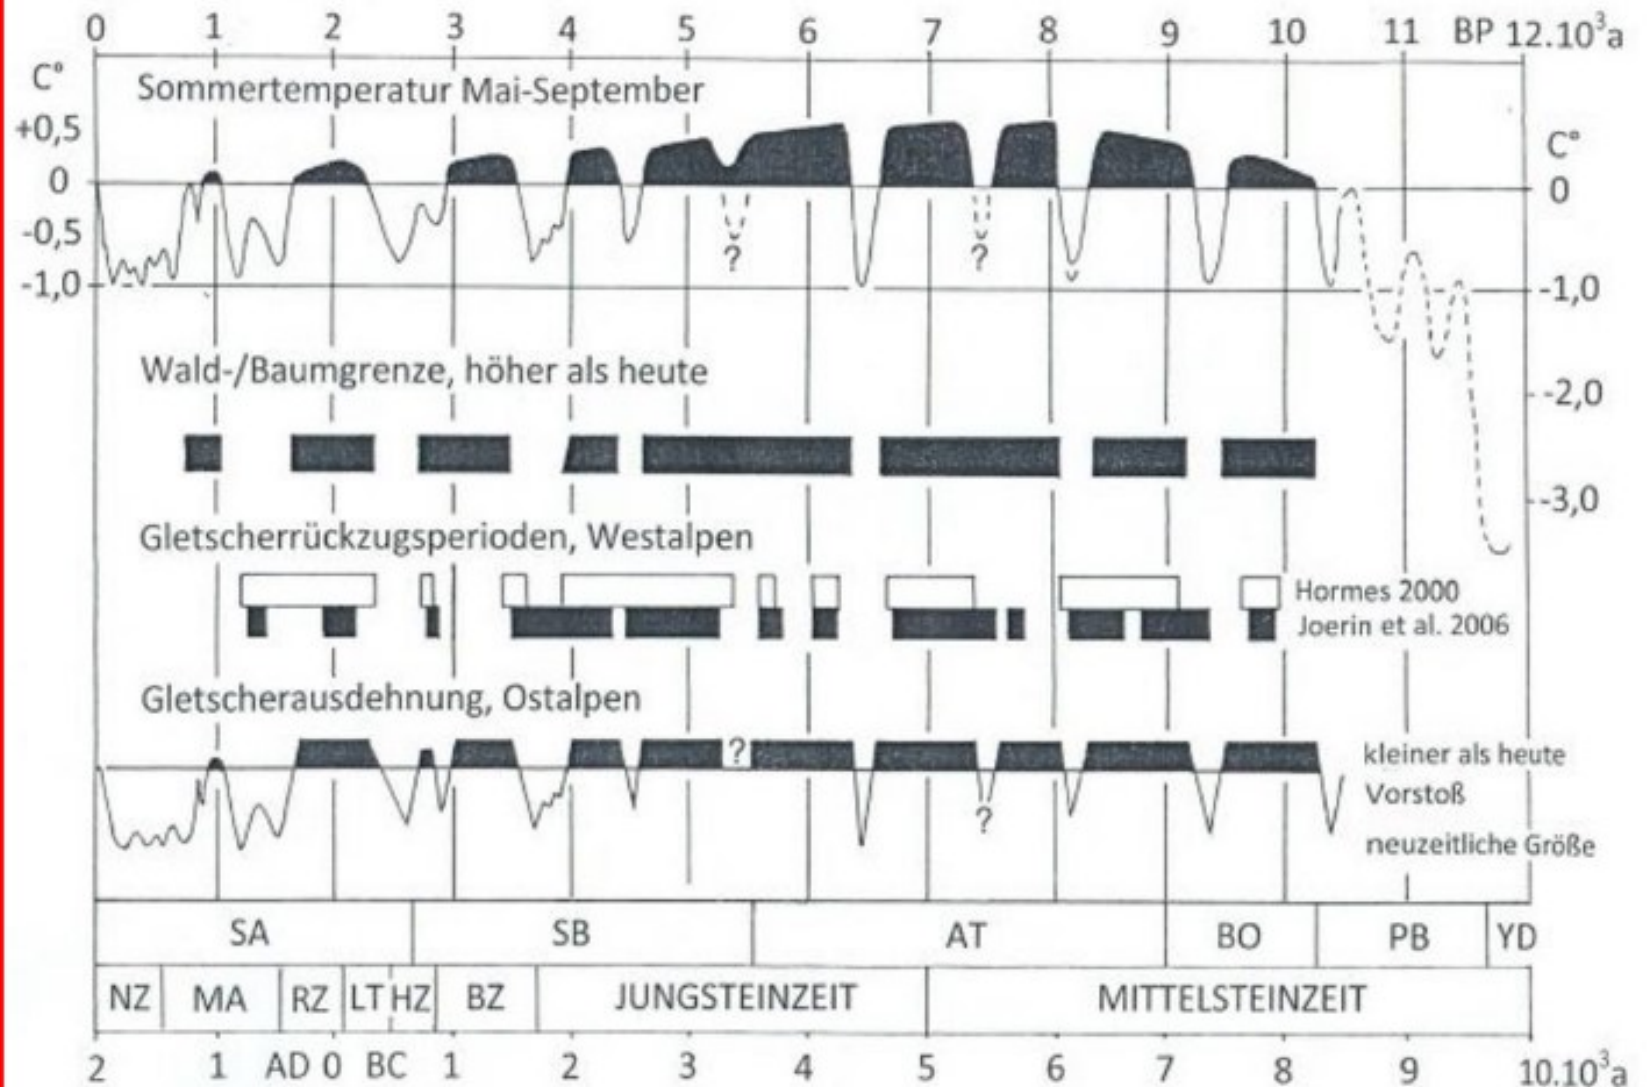 0 1 2 3 4 5 6 7 8 9 10 11 BP 12.10³a
C°
Sommertemperatur Mai-September
+0,5
C°
0
0
-0,5
? ?
-1,0
-1,0
Wald-/Baumgrenze, höher als heute
-2,0
-3,0
Gletscherrückzugsperioden, Westalpen
Hormes 2000
Joerin et al. 2006
Gletscherausdehnung, Ostalpen
?
kleiner als heute
Vorstoß
?
neuzeitliche Größe
SA SB AT BO PB YD
NZ MA RZ LT HZ BZ JUNGSTEINZEIT MITTELSTEINZEIT
2 1 AD 0 BC 1 2 3 4 5 6 7 8 9 10.10³a